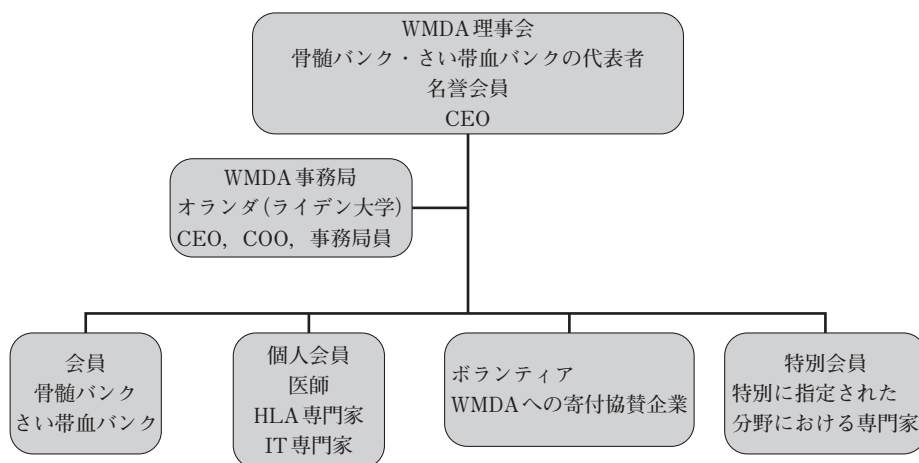 WMDA理事会
骨髄バンク・さい帯血バンクの代表者
名誉会員
CEO
WMDA事務局
オランダ(ライデン大学)
CEO, COO, 事務局員
会員
骨髄バンク
さい帯血バンク
個人会員
医師
HLA専門家
IT専門家
ボランティア
WMDAへの寄付協賛企業
特別会員
特別に指定された
分野における専門家